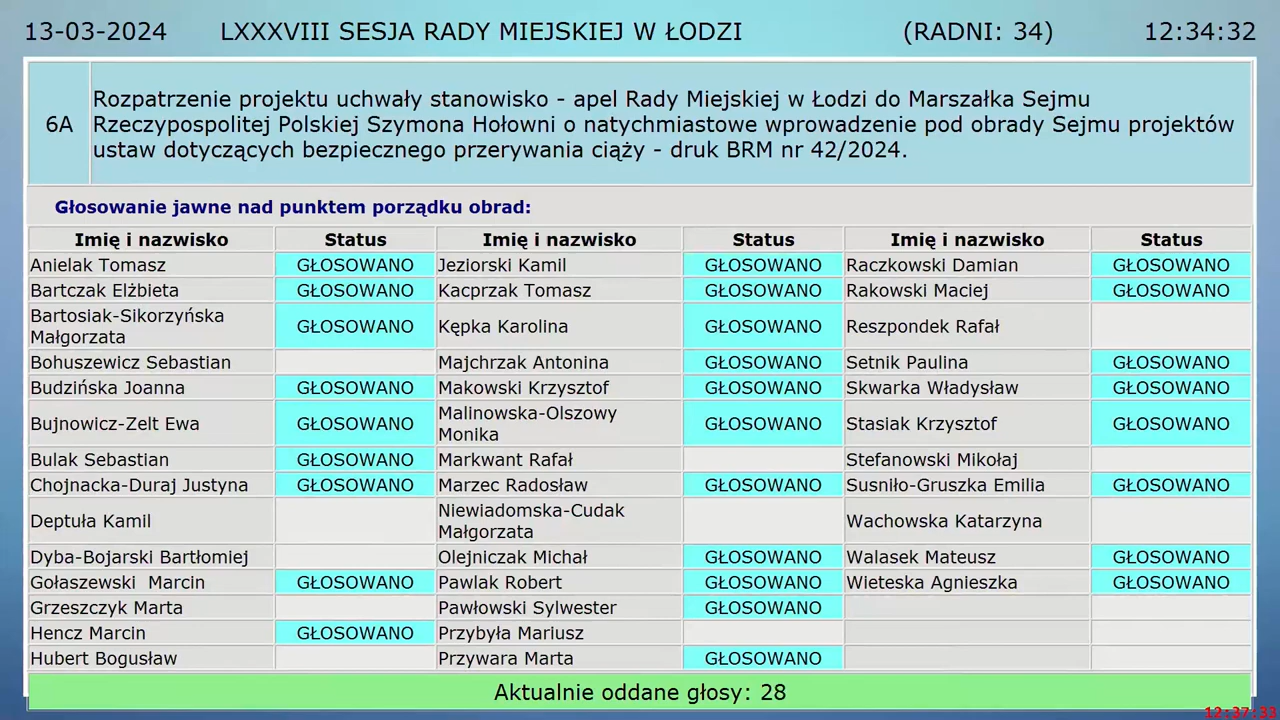 13-03-2024 LXXXVIII SESJA RADY MIEJSKIEJ W ŁODZI (RADNI: 34) 12:34:32
6A
Rozpatrzenie projektu uchwały stanowisko - apel Rady Miejskiej w Łodzi do Marszałka Sejmu
Rzeczypospolitej Polskiej Szymona Hołowni o natychmiastowe wprowadzenie pod obrady Sejmu projektów
ustaw dotyczących bezpiecznego przerywania ciąży - druk BRM nr 42/2024.
Głosowanie jawne nad punktem porządku obrad:
Imię i nazwisko Status Imię i nazwisko Status Imię i nazwisko Status
Anielak Tomasz GŁOSOWANO Jeziorski Kamil GŁOSOWANO Raczkowski Damian GŁOSOWANO
Bartczak Elżbieta GŁOSOWANO Kacprzak Tomasz GŁOSOWANO Rakowski Maciej GŁOSOWANO
Bartosiak-Sikorzyńska
Małgorzata GŁOSOWANO Kępka Karolina GŁOSOWANO Reszpondek Rafał
Bohuszewicz Sebastian Majchrzak Antonina GŁOSOWANO Setnik Paulina GŁOSOWANO
Budzińska Joanna GŁOSOWANO Makowski Krzysztof GŁOSOWANO Skwarka Władysław GŁOSOWANO
Bujnowicz-Zelt Ewa GŁOSOWANO Malinowska-Olszowy
Monika GŁOSOWANO Stasiak Krzysztof GŁOSOWANO
Bulak Sebastian GŁOSOWANO Markwant Rafał Stefanowski Mikołaj
Chojnacka-Duraj Justyna GŁOSOWANO Marzec Radosław GŁOSOWANO Susniło-Gruszka Emilia GŁOSOWANO
Deptuła Kamil Niewiadomska-Cudak
Małgorzata Wachowska Katarzyna
Dyba-Bojarski Bartłomiej Olejniczak Michał GŁOSOWANO Walasek Mateusz GŁOSOWANO
Gołaszewski Marcin GŁOSOWANO Pawlak Robert GŁOSOWANO Wieteska Agnieszka GŁOSOWANO
Grzeszczyk Marta Pawłowski Sylwester GŁOSOWANO
Hencz Marcin GŁOSOWANO Przybyła Mariusz
Hubert Bogusław Przywara Marta GŁOSOWANO
Aktualnie oddane głosy: 28
12:37:33